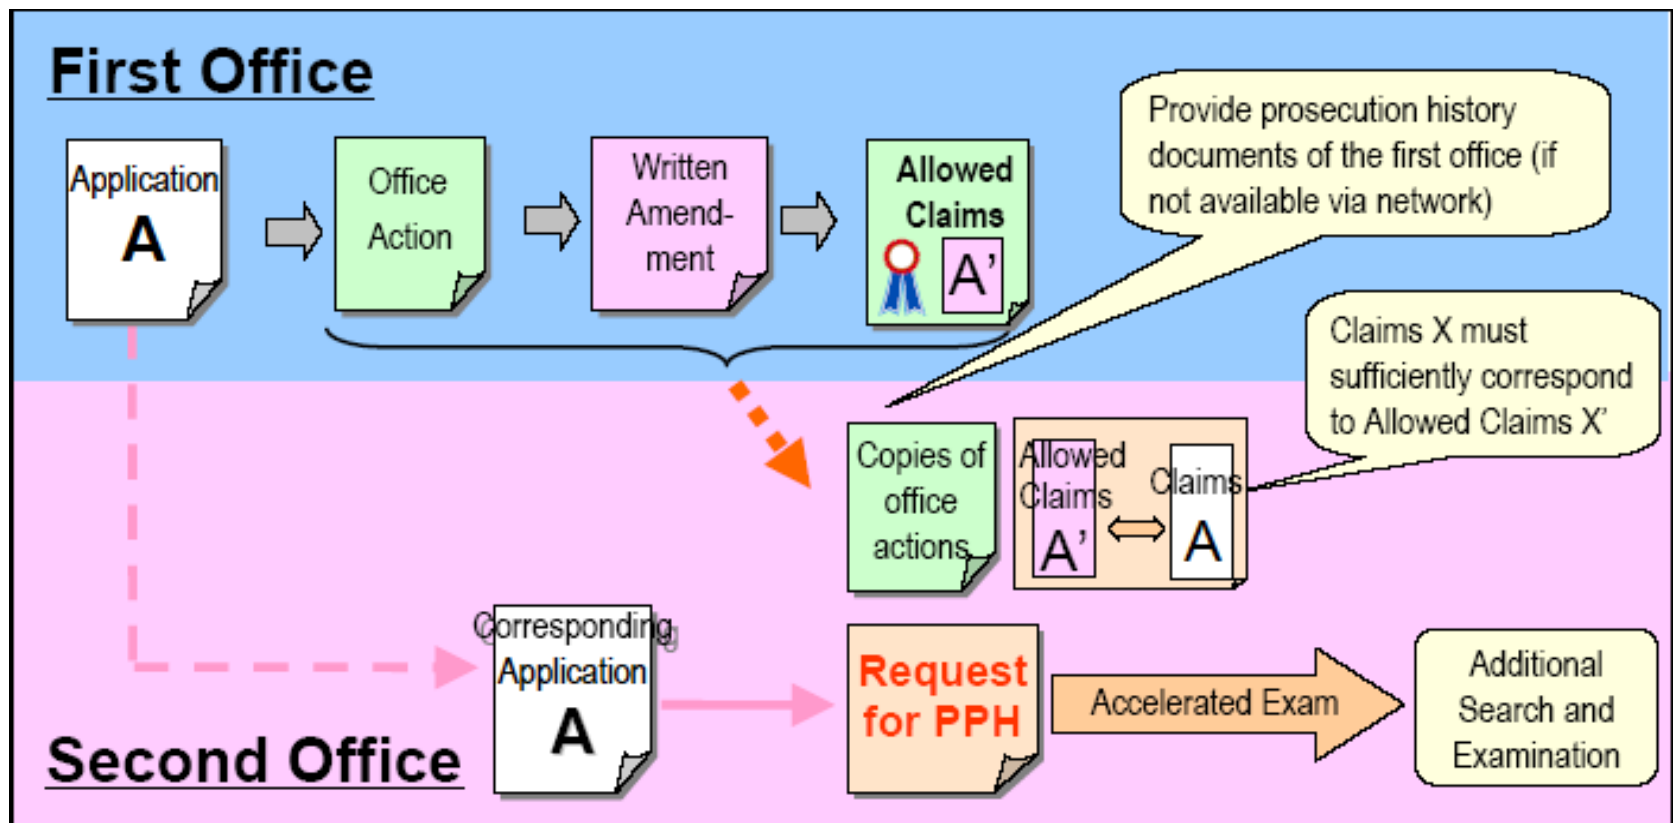 First Office
Application
A
Office
Action
Written
Amend-
ment
Allowed
Claims
A’
Provide prosecution history
documents of the first office (if
not available via network)
Claims X must
sufficiently correspond
to Allowed Claims X’
Copies of
office
actions
Allowed
Claims
A’
Claims
A
Corresponding
Application
A
Request
for PPH
Accelerated Exam
Additional
Search and
Examination
Second Office